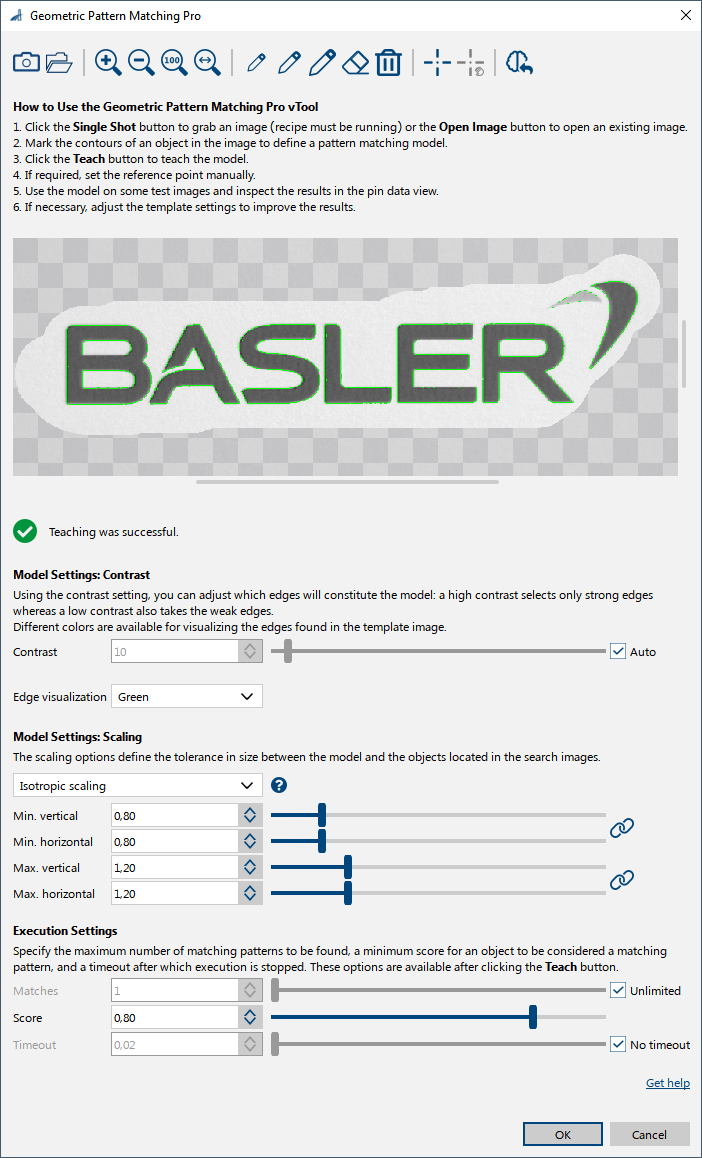 Geometric Pattern Matching Pro
100
How to Use the Geometric Pattern Matching Pro vTool
1. Click the Single Shot button to grab an image (recipe must be running) or the Open Image button to open an existing image.
2. Mark the contours of an object in the image to define a pattern matching model.
3. Click the Teach button to teach the model.
4. If required, set the reference point manually.
5. Use the model on some test images and inspect the results in the pin data view.
6. If necessary, adjust the template settings to improve the results.
BASLER
Teaching was successful.
Model Settings: Contrast
Using the contrast setting, you can adjust which edges will constitute the model: a high contrast selects only strong edges
whereas a low contrast also takes the weak edges.
Different colors are available for visualizing the edges found in the template image.
Contrast 10 Auto
Edge visualization Green
Model Settings: Scaling
The scaling options define the tolerance in size between the model and the objects located in the search images.
Isotropic scaling ?
Min. vertical 0,80
Min. horizontal 0,80
Max. vertical 1,20
Max. horizontal 1,20
Execution Settings
Specify the maximum number of matching patterns to be found, a minimum score for an object to be considered a matching
pattern, and a timeout after which execution is stopped. These options are available after clicking the Teach button.
Matches 1 Unlimited
Score 0,80
Timeout 0,02 No timeout
Get help
OK Cancel